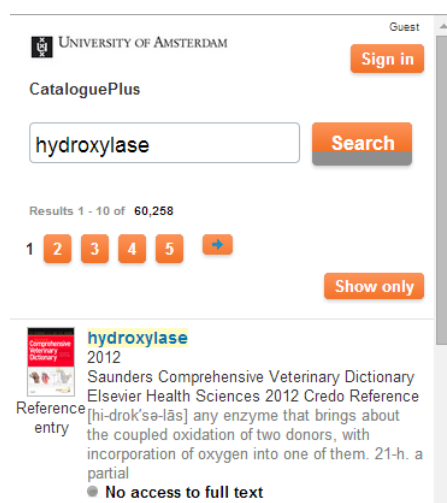 Guest
UNIVERSITY OF AMSTERDAM
Sign in
CataloguePlus
hydroxylase
Search
Results 1 - 10 of 60,258
1 2 3 4 5
Show only
Comprehensive
Veterinary
Dictionary
hydroxylase
2012
Saunders Comprehensive Veterinary Dictionary
Elsevier Health Sciences 2012 Credo Reference
Reference
entry
[hi-drok′sə-lās] any enzyme that brings about
the coupled oxidation of two donors, with
incorporation of oxygen into one of them. 21-h. a
partial
No access to full text